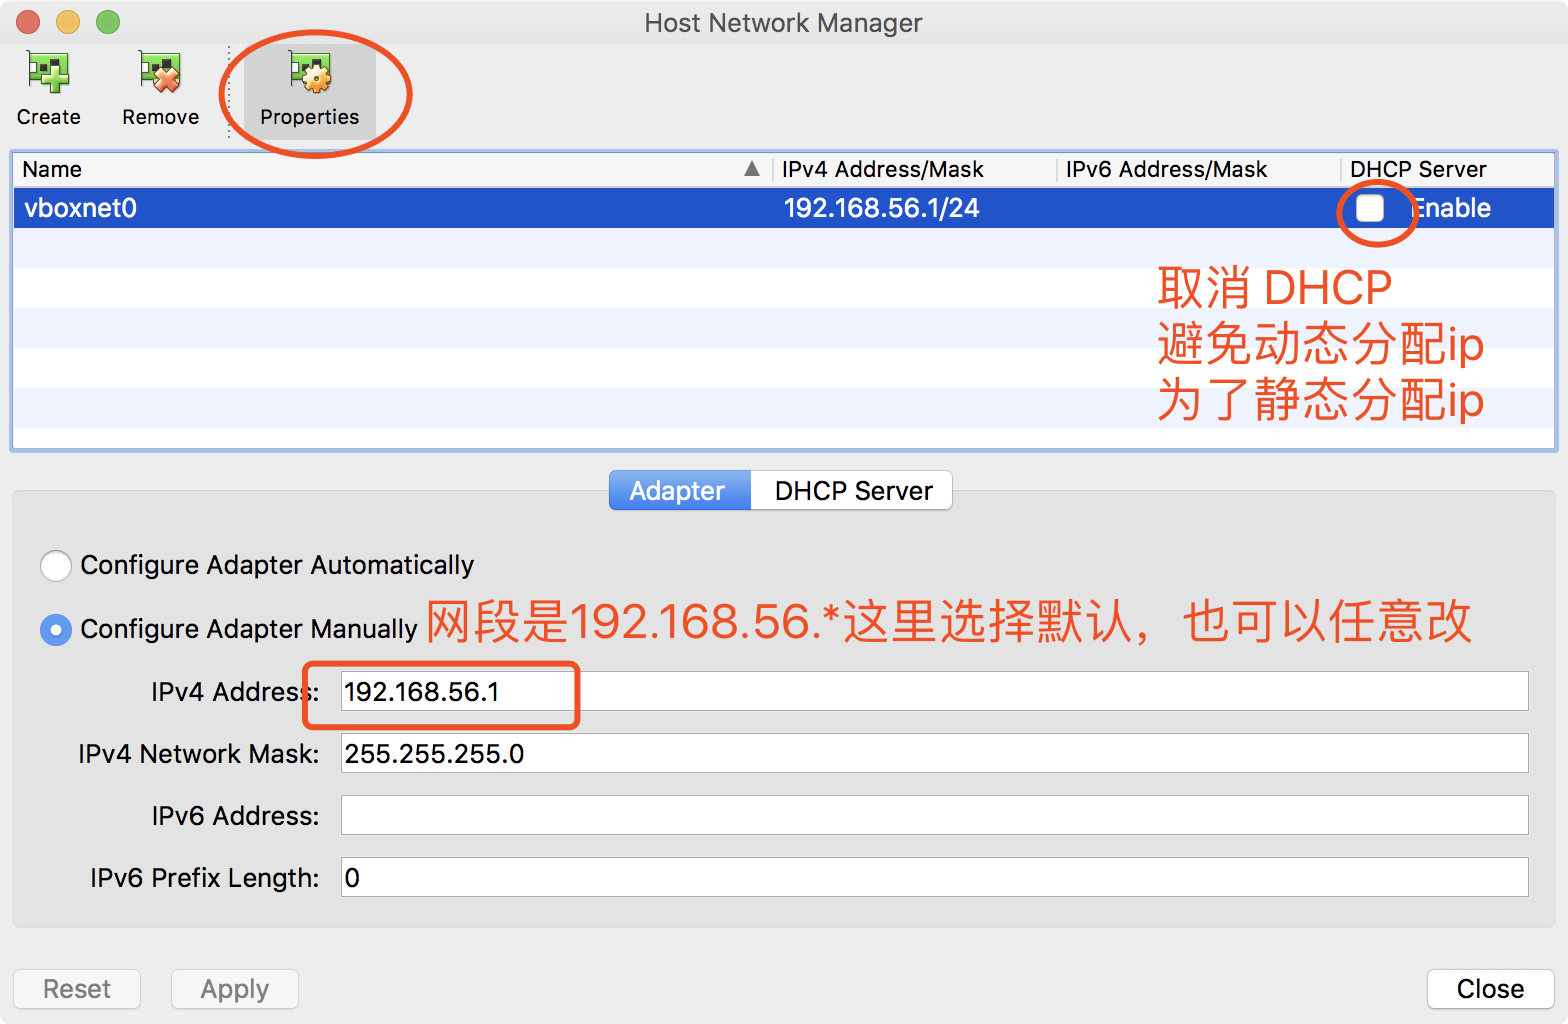 Host Network Manager
Create Remove Properties
Name IPv4 Address/Mask IPv6 Address/Mask DHCP Server
vboxnet0 192.168.56.1/24 Enable
取消 DHCP
避免动态分配ip
为了静态分配ip
Adapter DHCP Server
Configure Adapter Automatically
Configure Adapter Manually 网段是192.168.56.*这里选择默认，也可以任意改
IPv4 Address: 192.168.56.1
IPv4 Network Mask: 255.255.255.0
IPv6 Address:
IPv6 Prefix Length: 0
Reset Apply Close